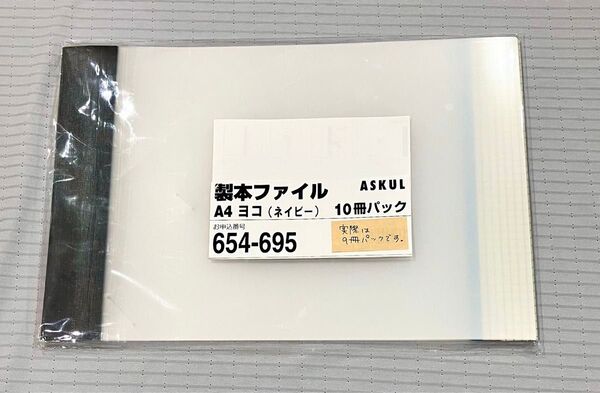 製本ファイル ASKUL
A4 ヨコ（ネイビー） 10冊パック
お申込番号
654-695
実際は
9冊パックです。